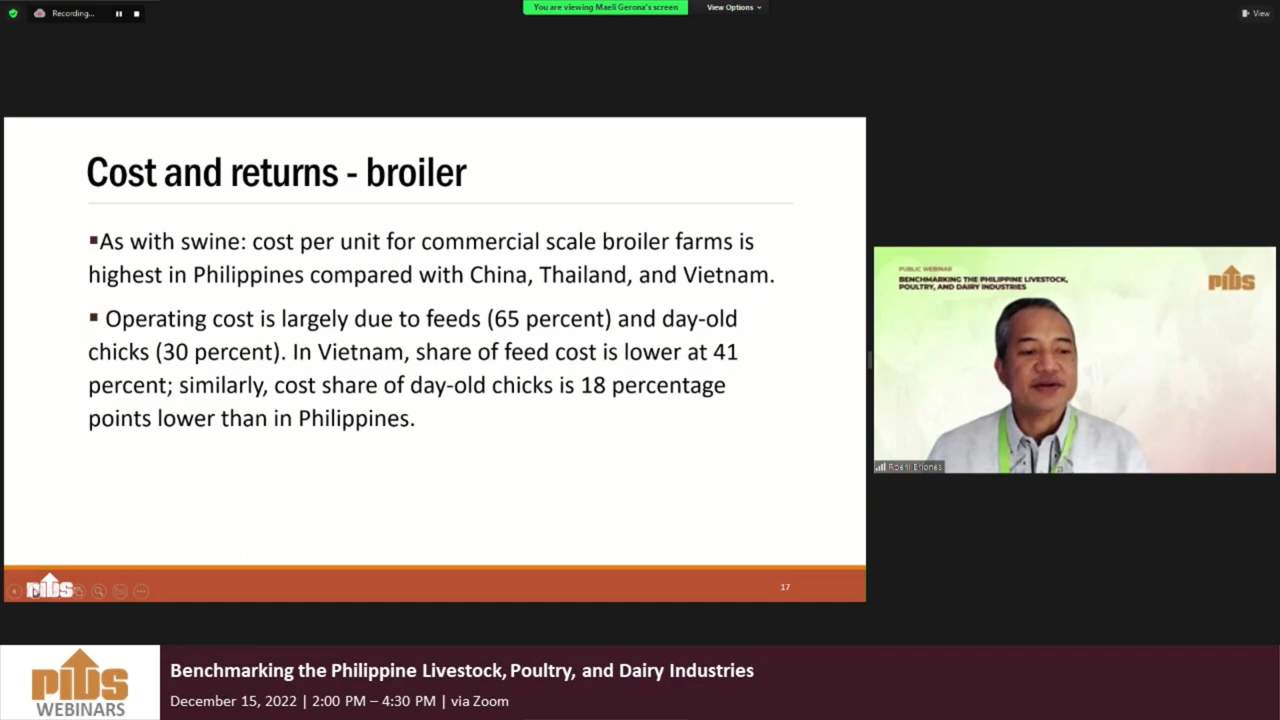 Recording...
You are viewing Maeli Gerona's screen
View Options
View
Cost and returns - broiler
▪As with swine: cost per unit for commercial scale broiler farms is
highest in Philippines compared with China, Thailand, and Vietnam.
▪ Operating cost is largely due to feeds (65 percent) and day-old
chicks (30 percent). In Vietnam, share of feed cost is lower at 41
percent; similarly, cost share of day-old chicks is 18 percentage
points lower than in Philippines.
PUBLIC WEBINAR
BENCHMARKING THE PHILIPPINE LIVESTOCK,
POULTRY, AND DAIRY INDUSTRIES
pids
Roehl Briones
pids
17
pids
WEBINARS
Benchmarking the Philippine Livestock, Poultry, and Dairy Industries
December 15, 2022 | 2:00 PM – 4:30 PM | via Zoom